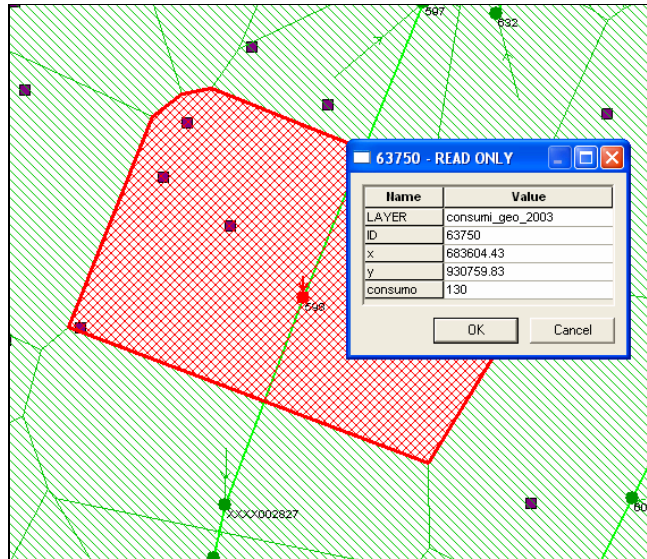 597
632
63750 - READ ONLY
Name Value
LAYER consumi_geo_2003
ID 63750
x 683604.43
y 930759.83
consumo 130
OK Cancel
598
XXXX002827
60